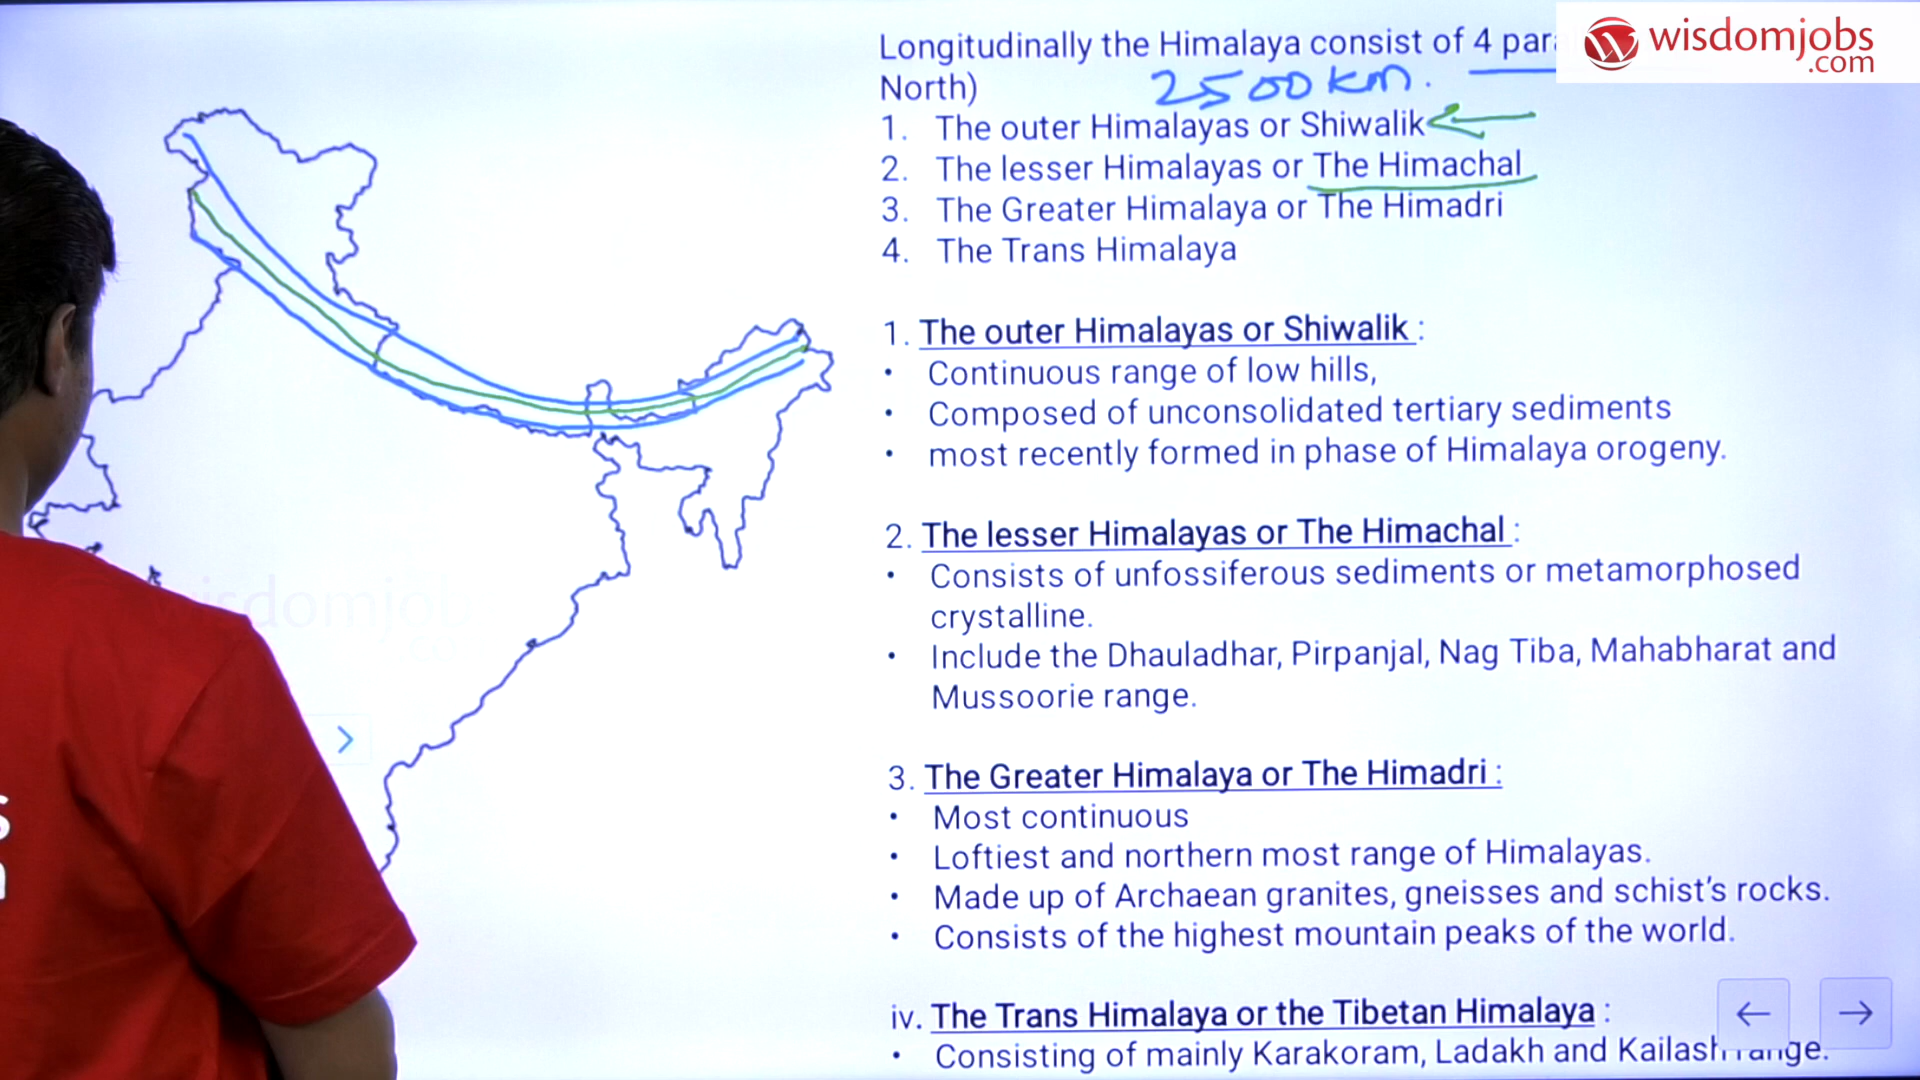 Longitudinally the Himalaya consist of 4
wisdomjobs
.com
North)
2500 km.
1. The outer Himalayas or Shiwalik
2. The lesser Himalayas or The Himachal
3. The Greater Himalaya or The Himadri
4. The Trans Himalaya
1. The outer Himalayas or Shiwalik :
• Continuous range of low hills,
• Composed of unconsolidated tertiary sediments
• most recently formed in phase of Himalaya orogeny.
2. The lesser Himalayas or The Himachal :
• Consists of unfossiferous sediments or metamorphosed
crystalline.
• Include the Dhauladhar, Pirpanjal, Nag Tiba, Mahabharat and
Mussoorie range.
3. The Greater Himalaya or The Himadri :
• Most continuous
• Loftiest and northern most range of Himalayas.
• Made up of Archaean granites, gneisses and schist's rocks.
• Consists of the highest mountain peaks of the world.
iv. The Trans Himalaya or the Tibetan Himalaya :
• Consisting of mainly Karakoram, Ladakh and Kailash range.